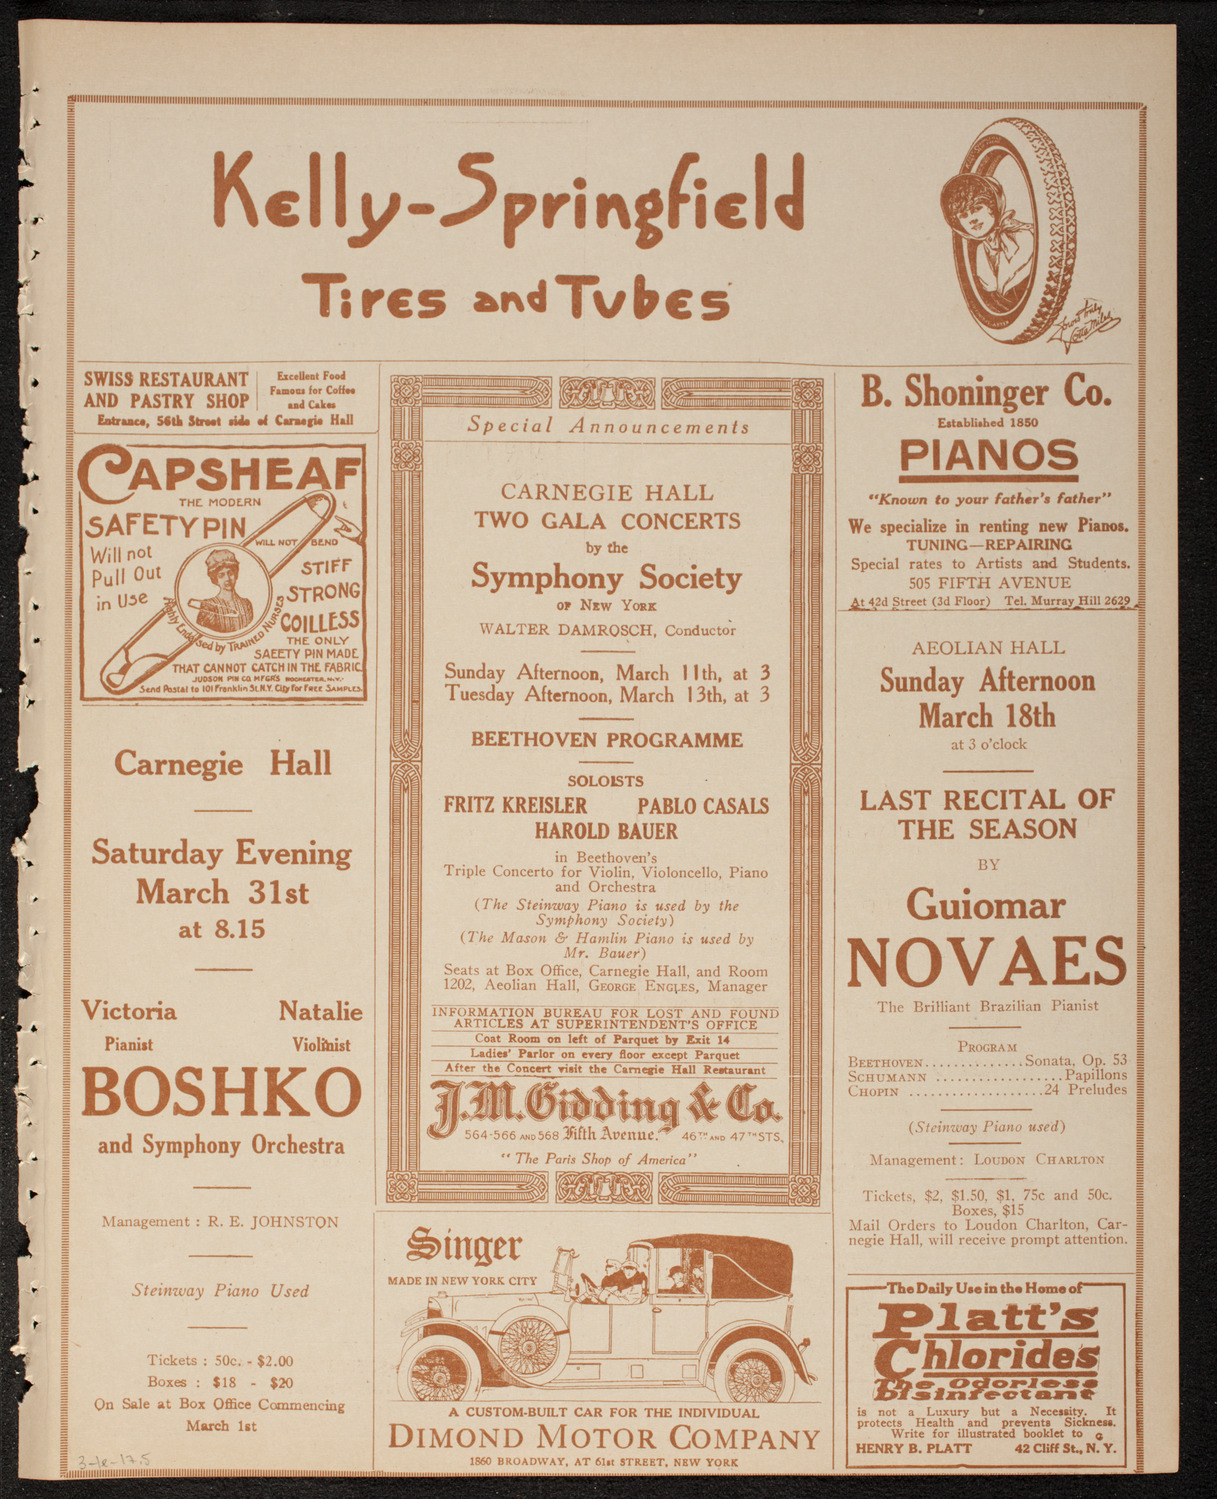 Kelly-Springfield
Tires and Tubes
SWISS RESTAURANT
AND PASTRY SHOP
Excellent Food
Famous for Coffee
and Cakes
Entrance, 56th Street side of Carnegie Hall
CAPSHEAF
THE MODERN
SAFETY PIN
WILL NOT BEND
Will not
Pull Out
in Use
STIFF
STRONG
COILLESS
Highly Endorsed by TRAINED NURSES
THE ONLY
SAFETY PIN MADE
THAT CANNOT CATCH IN THE FABRIC.
JUDSON PIN CO. MFGRS ROCHESTER, N.Y.
Send Postal to 101 Franklin St. N.Y. City for FREE SAMPLES.
Carnegie Hall
Saturday Evening
March 31st
at 8.15
Victoria Natalie
Pianist Violinist
BOSHKO
and Symphony Orchestra
Management : R. E. JOHNSTON
Steinway Piano Used
Tickets : 50c. - $2.00
Boxes : $18 - $20
On Sale at Box Office Commencing
March 1st
Special Announcements
CARNEGIE HALL
TWO GALA CONCERTS
by the
Symphony Society
OF NEW YORK
WALTER DAMROSCH, Conductor
Sunday Afternoon, March 11th, at 3
Tuesday Afternoon, March 13th, at 3
BEETHOVEN PROGRAMME
SOLOISTS
FRITZ KREISLER PABLO CASALS
HAROLD BAUER
in Beethoven's
Triple Concerto for Violin, Violoncello, Piano
and Orchestra
(The Steinway Piano is used by the
Symphony Society)
(The Mason & Hamlin Piano is used by
Mr. Bauer)
Seats at Box Office, Carnegie Hall, and Room
1202, Aeolian Hall, GEORGE ENGLES, Manager
INFORMATION BUREAU FOR LOST AND FOUND
ARTICLES AT SUPERINTENDENT'S OFFICE
Coat Room on left of Parquet by Exit 14
Ladies' Parlor on every floor except Parquet
After the Concert visit the Carnegie Hall Restaurant
J.M. Gidding & Co.
564-566 AND 568 Fifth Avenue. 46TH AND 47TH STS.
"The Paris Shop of America"
Singer
MADE IN NEW YORK CITY
A CUSTOM-BUILT CAR FOR THE INDIVIDUAL
DIMOND MOTOR COMPANY
1860 BROADWAY, AT 61st STREET, NEW YORK
B. Shoninger Co.
Established 1850
PIANOS
"Known to your father's father"
We specialize in renting new Pianos.
TUNING—REPAIRING
Special rates to Artists and Students.
505 FIFTH AVENUE
At 42d Street (3d Floor) Tel. Murray Hill 2629
AEOLIAN HALL
Sunday Afternoon
March 18th
at 3 o'clock
LAST RECITAL OF
THE SEASON
BY
Guiomar
NOVAES
The Brilliant Brazilian Pianist
PROGRAM
BEETHOVEN..............Sonata, Op. 53
SCHUMANN ..................Papillons
CHOPIN ...................24 Preludes
(Steinway Piano used)
Management: LOUDON CHARLTON
Tickets, $2, $1.50, $1, 75c and 50c.
Boxes, $15
Mail Orders to Loudon Charlton, Car-
negie Hall, will receive prompt attention.
The Daily Use in the Home of
Platt's
Chlorides
The Odorless
Disinfectant
is not a Luxury but a Necessity. It
protects Health and prevents Sickness.
Write for illustrated booklet to
HENRY B. PLATT 42 Cliff St., N. Y.